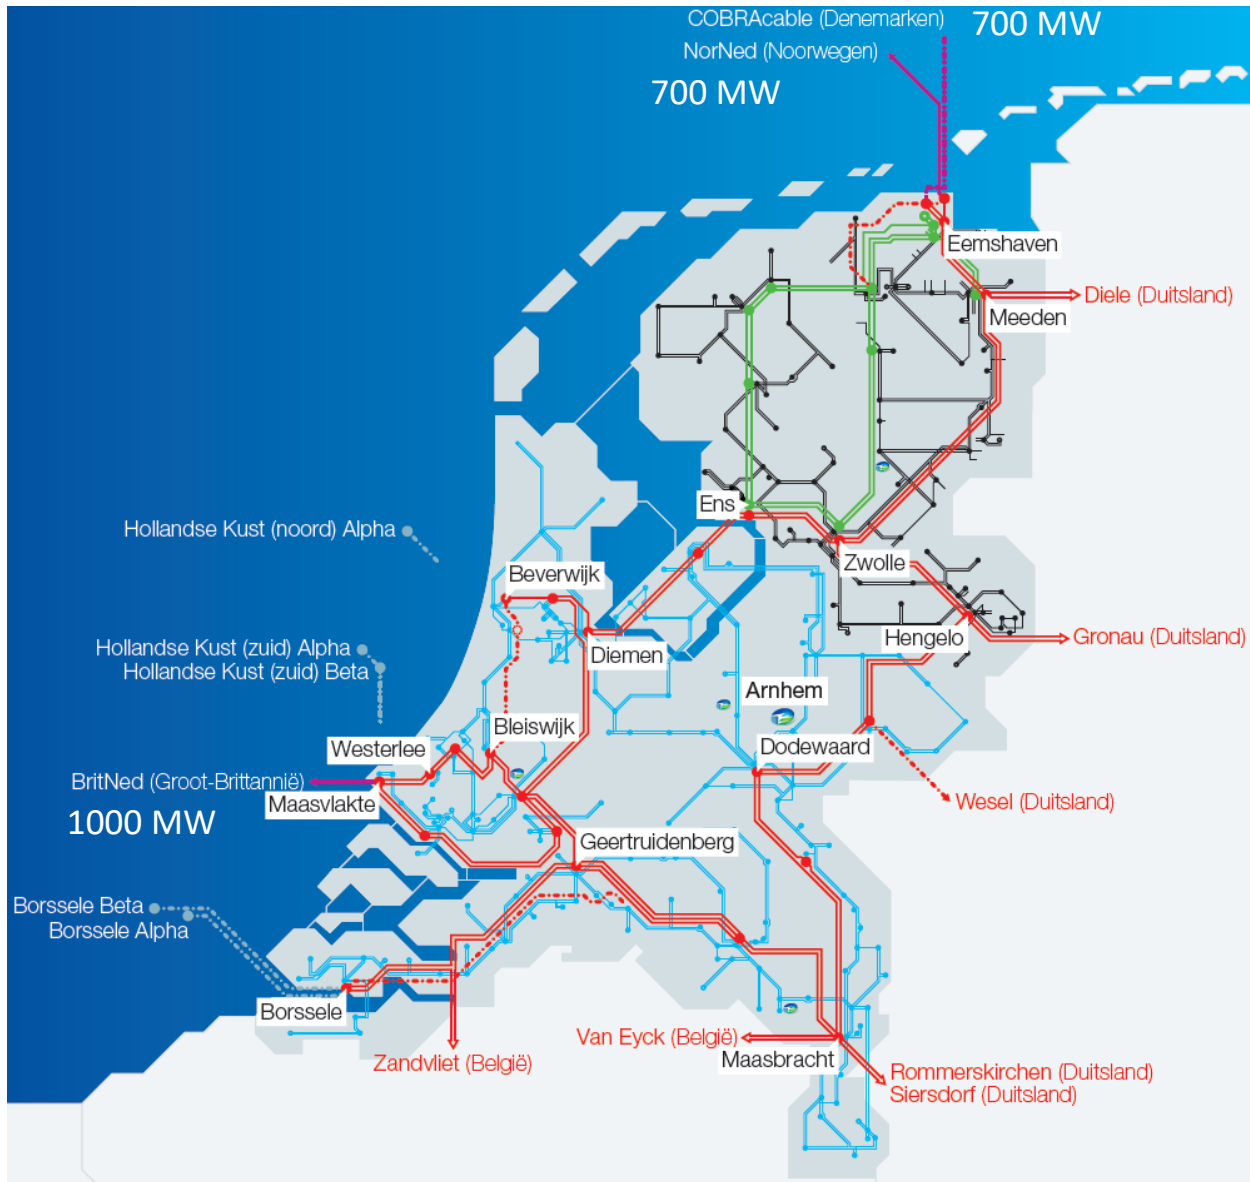 COBRAcable (Denemarken)
700 MW
NorNed (Noorwegen)
700 MW
Eemshaven
Diele (Duitsland)
Meeden
Ens
Hollandse Kust (noord) Alpha
Zwolle
Beverwijk
Hengelo
Gronau (Duitsland)
Diemen
Hollandse Kust (zuid) Alpha
Hollandse Kust (zuid) Beta
Arnhem
Bleiswijk
Westerlee
Dodewaard
BritNed (Groot-Brittannië)
Maasvlakte
Wesel (Duitsland)
1000 MW
Geertruidenberg
Borssele Beta
Borssele Alpha
Borssele
Van Eyck (België)
Maasbracht
Zandvliet (België)
Rommerskirchen (Duitsland)
Siersdorf (Duitsland)